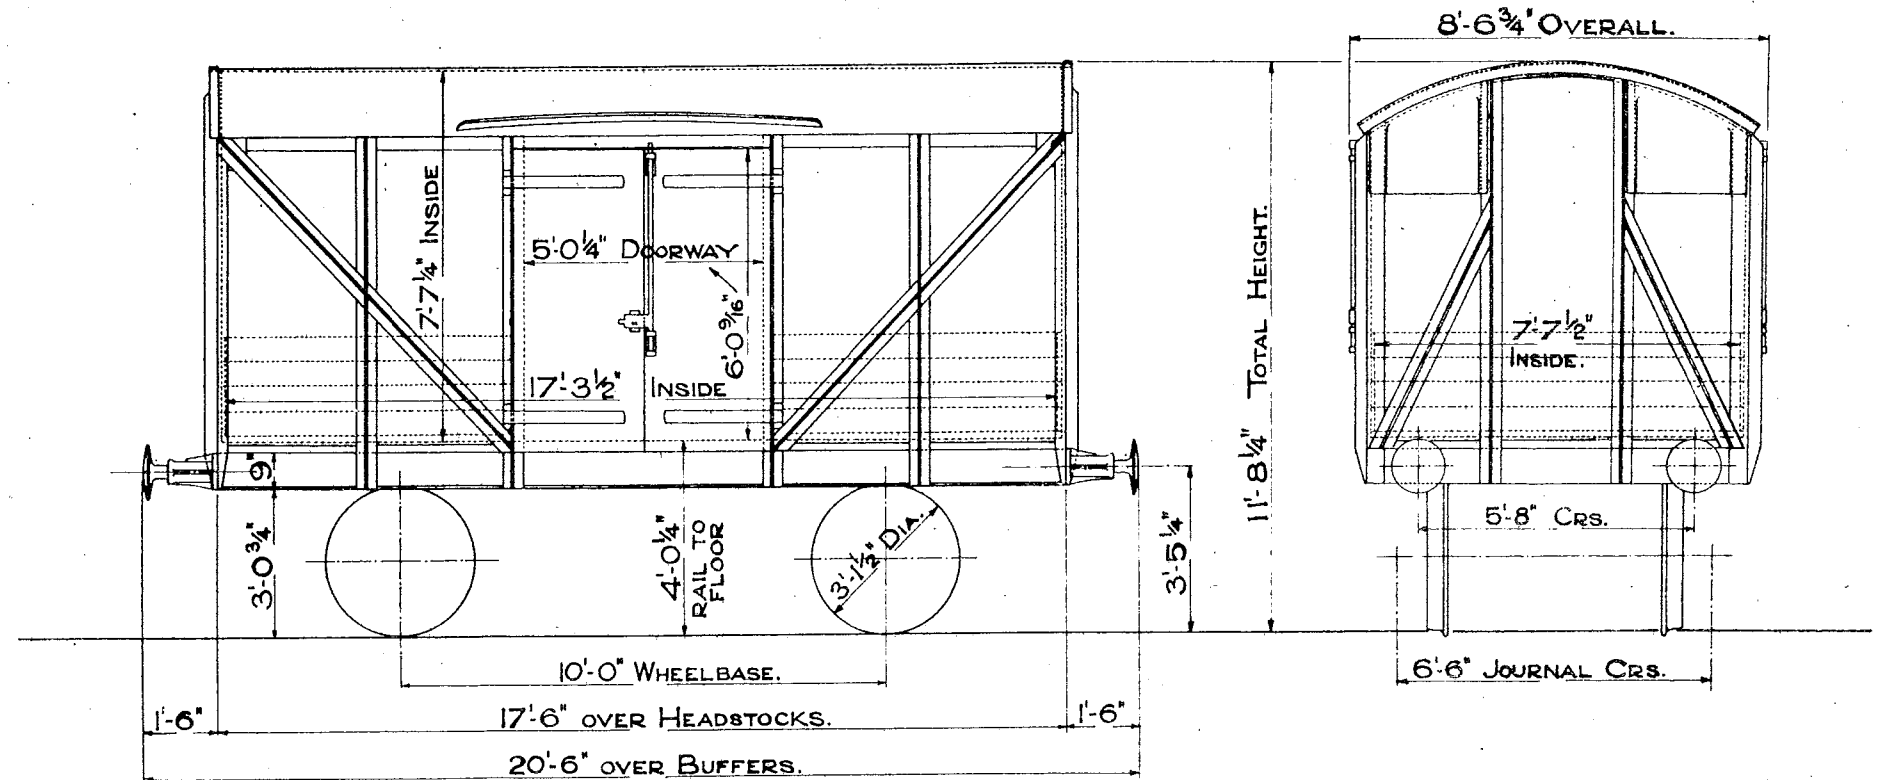 8'-6¾" OVERALL.
7'-7¼" INSIDE
5'-0¼" DOORWAY
6'-0⁹⁄₁₆"
17'-3½" INSIDE
9"
3'-0¾"
4'-0¼"
RAIL TO
FLOOR
3'-1½" DIA.
3'-5¼"
11'-8¼" TOTAL HEIGHT.
7'7½"
INSIDE.
5'-8" CRS.
10'-0" WHEELBASE.
6'-6" JOURNAL CRS.
1'-6"
17'-6" OVER HEADSTOCKS.
1'-6"
20'-6" OVER BUFFERS.